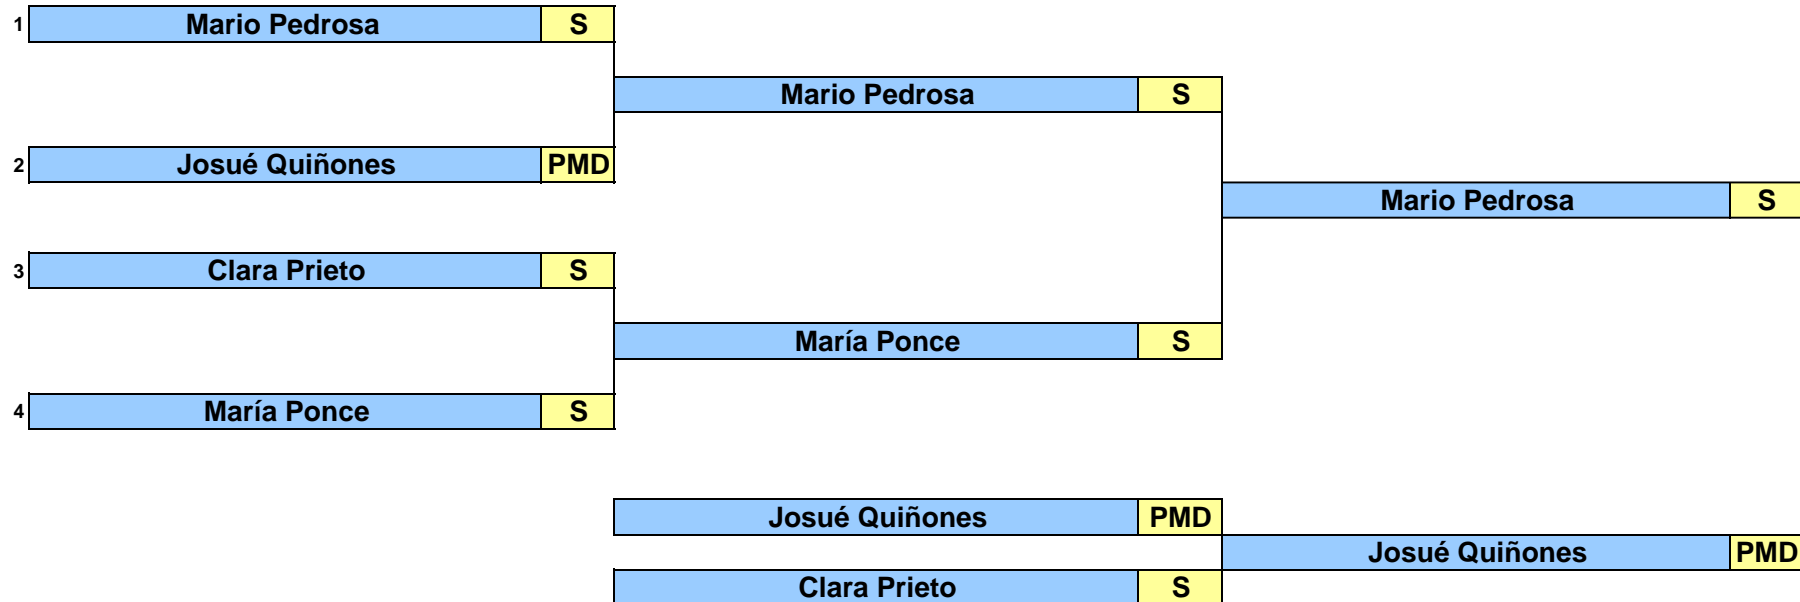 1 Mario Pedrosa S
Mario Pedrosa S
2 Josué Quiñones PMD
Mario Pedrosa S
3 Clara Prieto S
María Ponce S
4 María Ponce S
Josué Quiñones PMD
Josué Quiñones PMD
Clara Prieto S